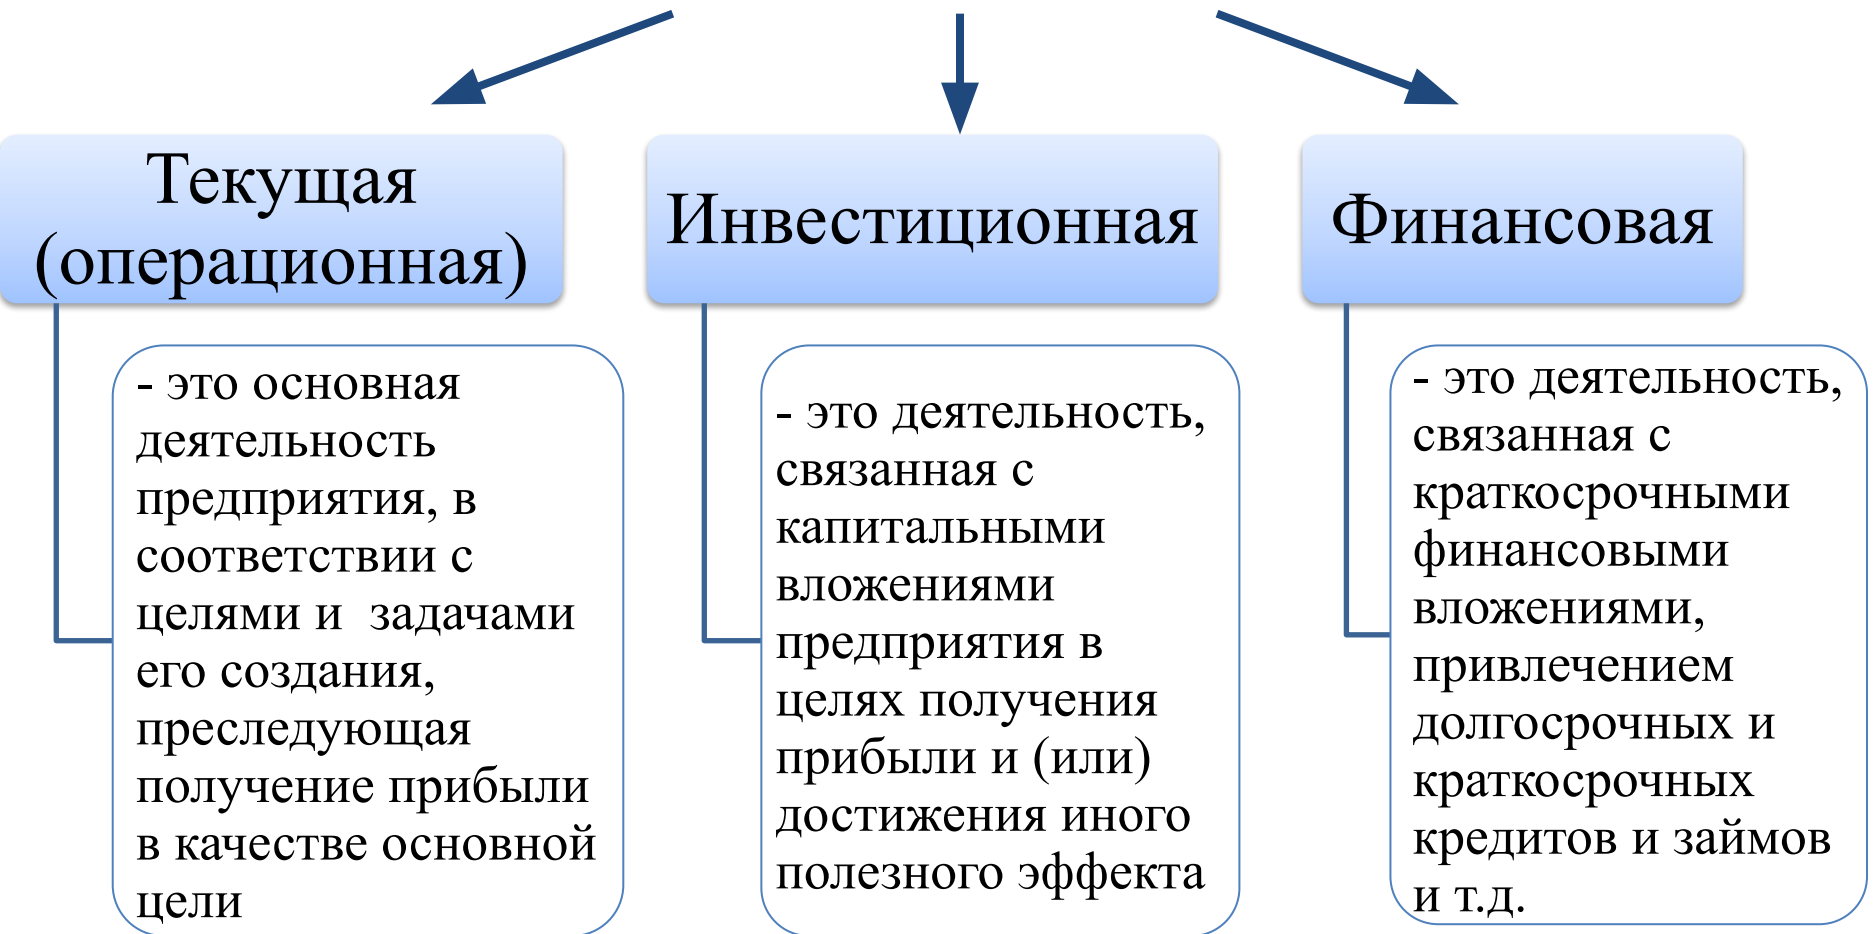 Текущая
(операционная)
- это основная
деятельность
предприятия, в
соответствии с
целями и  задачами
его создания,
преследующая
получение прибыли
в качестве основной
цели
Инвестиционная
- это деятельность,
связанная с
капитальными
вложениями
предприятия в
целях получения
прибыли и (или)
достижения иного
полезного эффекта
Финансовая
- это деятельность,
связанная с
краткосрочными
финансовыми
вложениями,
привлечением
долгосрочных и
краткосрочных
кредитов и займов
и т.д.